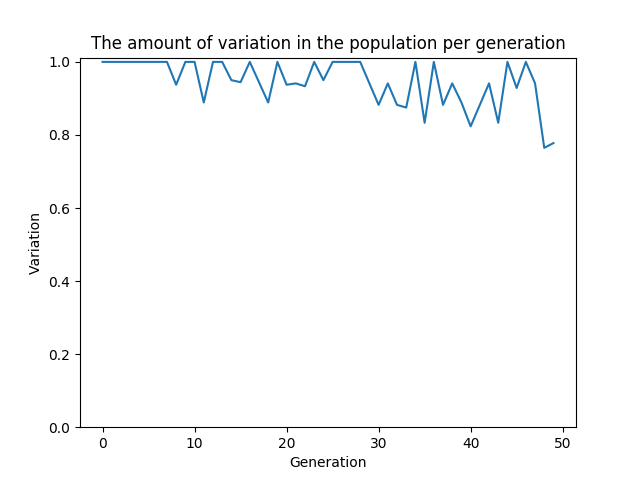 The amount of variation in the population per generation
1.0
0.8
0.6
0.4
0.2
0.0
Variation
0 10 20 30 40 50
Generation